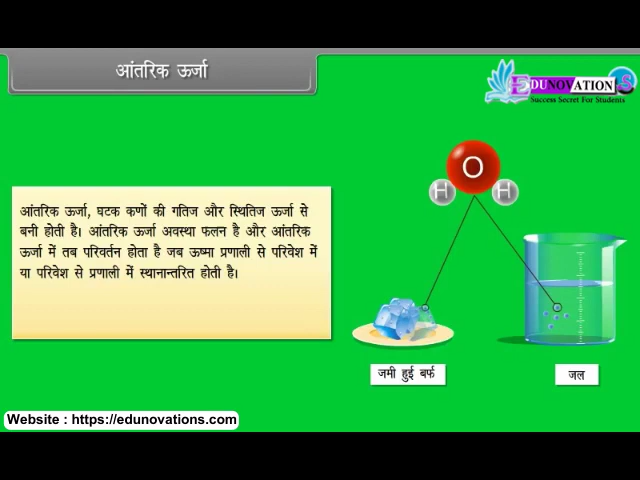 आंतरिक ऊर्जा
EDUNOVATIONS
Success Secret For Students
O
H H
आंतरिक ऊर्जा, घटक कणों की गतिज और स्थितिज ऊर्जा से
बनी होती है। आंतरिक ऊर्जा अवस्था फलन है और आंतरिक
ऊर्जा में तब परिवर्तन होता है जब ऊष्मा प्रणाली से परिवेश में
या परिवेश से प्रणाली में स्थानान्तरित होती है।
जमी हुई बर्फ
जल
Website : https://edunovations.com/